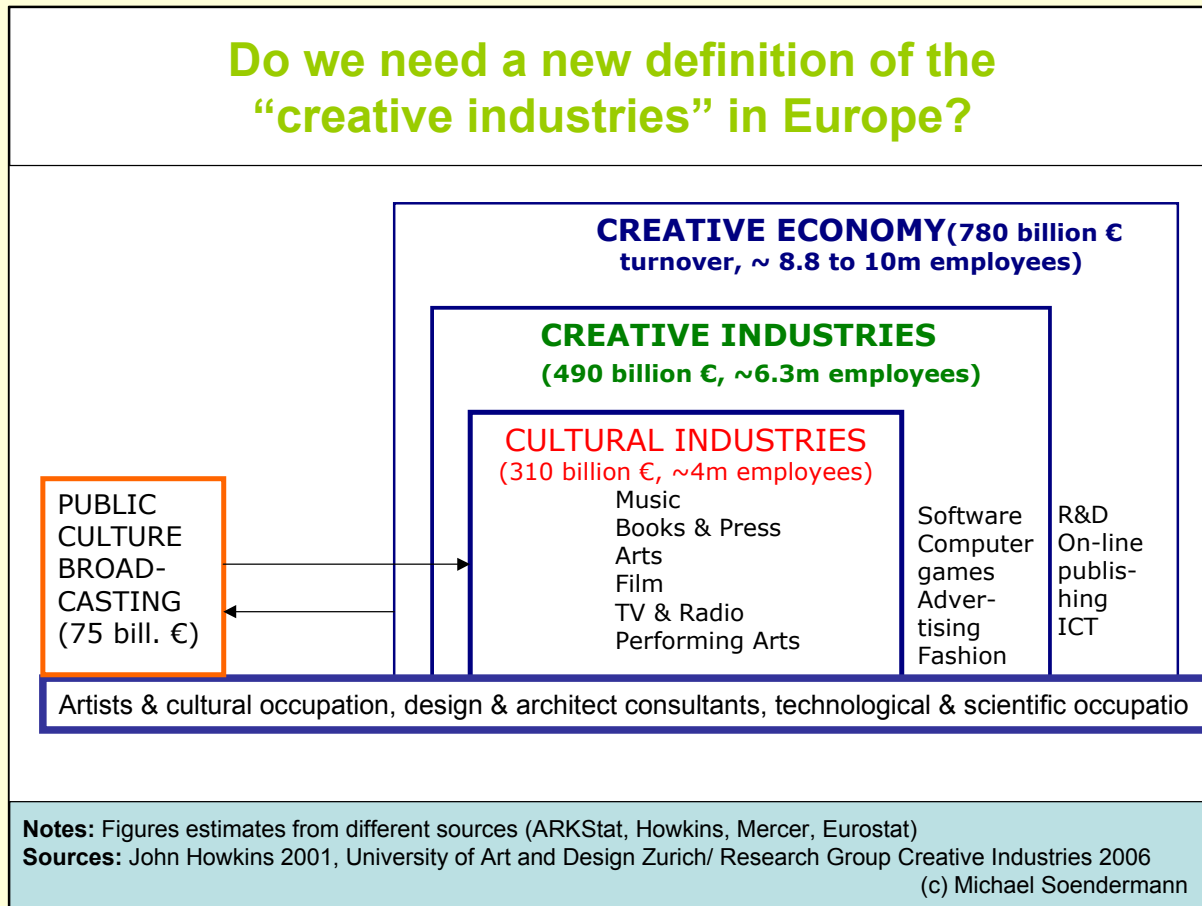 Do we need a new definition of the
“creative industries” in Europe?
CREATIVE ECONOMY(780 billion €
turnover, ~ 8.8 to 10m employees)
CREATIVE INDUSTRIES
(490 billion €, ~6.3m employees)
CULTURAL INDUSTRIES
(310 billion €, ~4m employees)
Music
Books & Press
Arts
Film
TV & Radio
Performing Arts
Software
Computer
games
Adver-
tising
Fashion
R&D
On-line
publis-
hing
ICT
PUBLIC
CULTURE
BROAD-
CASTING
(75 bill. €)
Artists & cultural occupation, design & architect consultants, technological & scientific occupatio
Notes: Figures estimates from different sources (ARKStat, Howkins, Mercer, Eurostat)
Sources: John Howkins 2001, University of Art and Design Zurich/ Research Group Creative Industries 2006
(c) Michael Soendermann